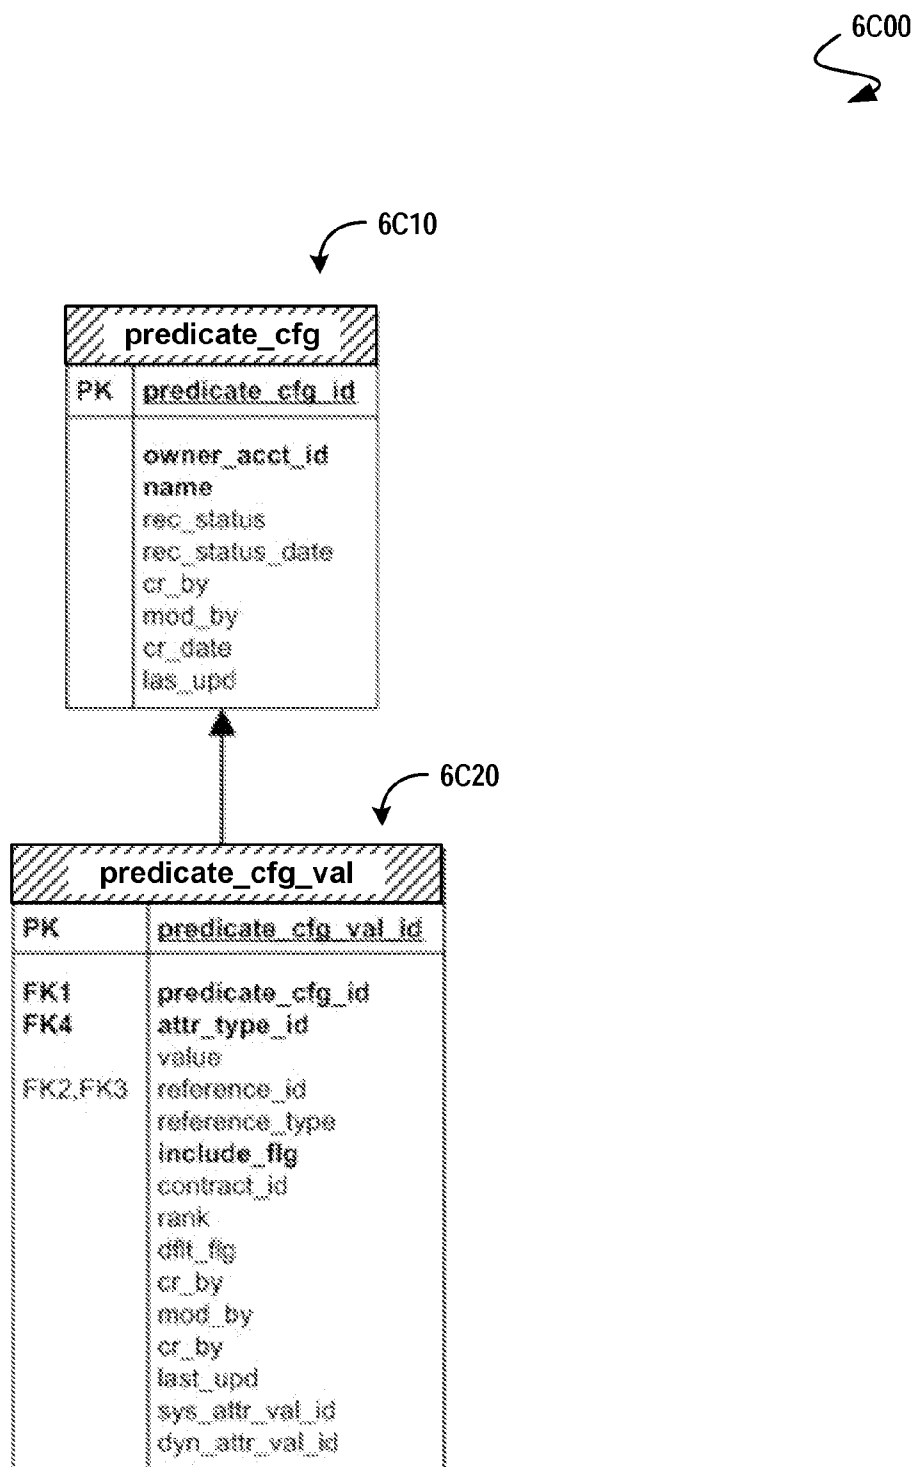 6C00
6C10
predicate_cfg
PK predicate_cfg_id
owner_acct_id
name
rec_status
rec_status_date
cr_by
mod_by
cr_date
las_upd
6C20
predicate_cfg_val
PK predicate_cfg_val_id
FK1 predicate_cfg_id
FK4 attr_type_id
value
FK2,FK3 reference_id
reference_type
include_flg
contract_id
rank
dflt_flg
cr_by
mod_by
cr_by
last_upd
sys_attr_val_id
dyn_attr_val_id